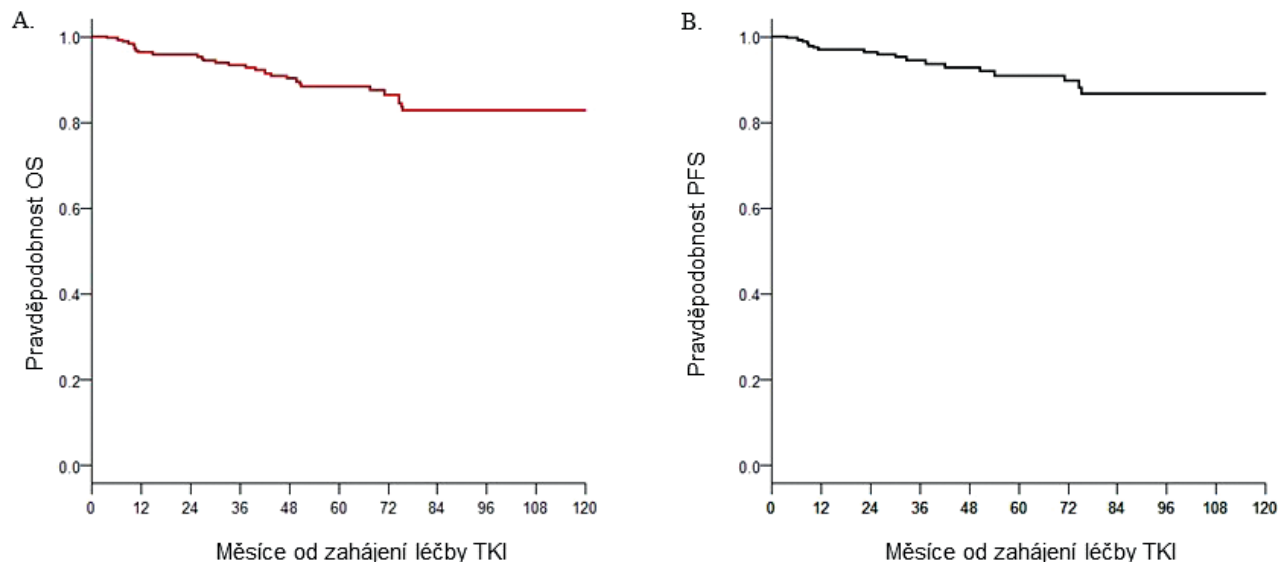 A.
Pravděpodobnost OS
1.0
0.8
0.6
0.4
0.2
0.0
0 12 24 36 48 60 72 84 96 108 120
Měsíce od zahájení léčby TKI
B.
Pravděpodobnost PFS
1.0
0.8
0.6
0.4
0.2
0.0
0 12 24 36 48 60 72 84 96 108 120
Měsíce od zahájení léčby TKI